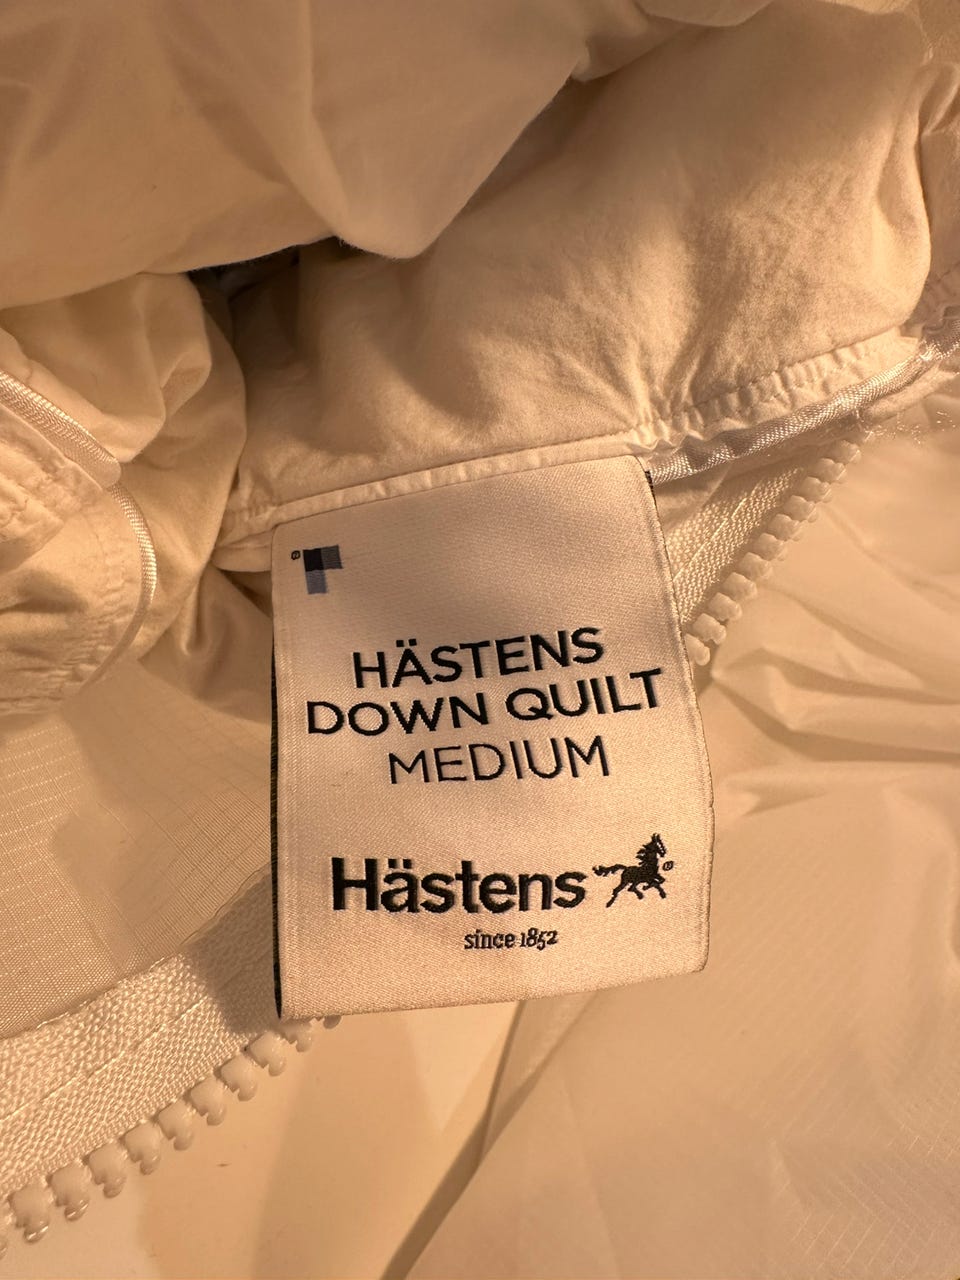 ®
HÄSTENS
DOWN QUILT
MEDIUM
Hästens ®
since 1852